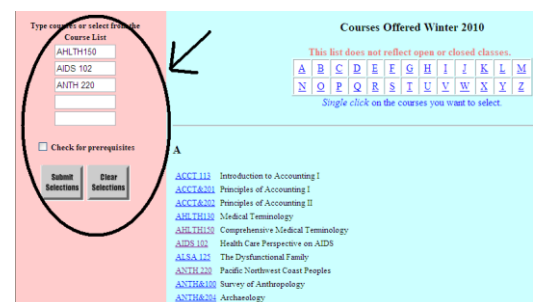 Type courses or select from the
Course List
AHLTH150
AIDS 102
ANTH 220
Check for prerequisites
Submit Selections
Clear Selections
Courses Offered Winter 2010
This list does not reflect open or closed classes.
A B C D E F G H I J K L M
N O P Q R S T U V W X Y Z
Single click on the courses you want to select.
A
ACCT 115 Introduction to Accounting I
ACCT&201 Principles of Accounting I
ACCT&202 Principles of Accounting II
AHLTH130 Medical Terminology
AHLTH150 Comprehensive Medical Terminology
AIDS 102 Health Care Perspective on AIDS
ALSA 125 The Dysfunctional Family
ANTH 220 Pacific Northwest Coast Peoples
ANTH&100 Survey of Anthropology
ANTH&204 Archaeology